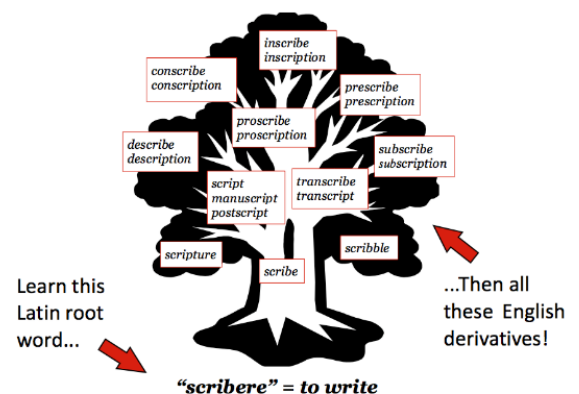 inscribe
inscription
conscribe
conscription
prescribe
prescription
proscribe
proscription
describe
description
subscribe
subscription
script
manuscript
postscript
transcribe
transcript
scripture
scribble
scribe
Learn this
Latin root
word...
...Then all
these English
derivatives!
“scribere” = to write